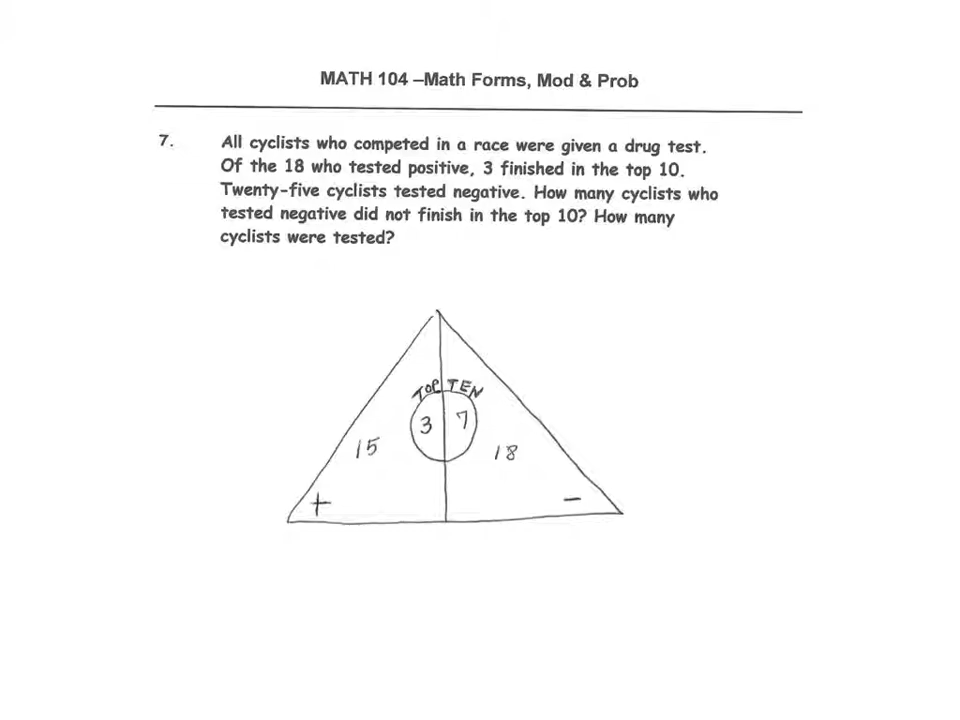 MATH 104 –Math Forms, Mod & Prob
7. All cyclists who competed in a race were given a drug test.
Of the 18 who tested positive, 3 finished in the top 10.
Twenty-five cyclists tested negative. How many cyclists who
tested negative did not finish in the top 10? How many
cyclists were tested?
TOP TEN
3 7
15 18
+ −